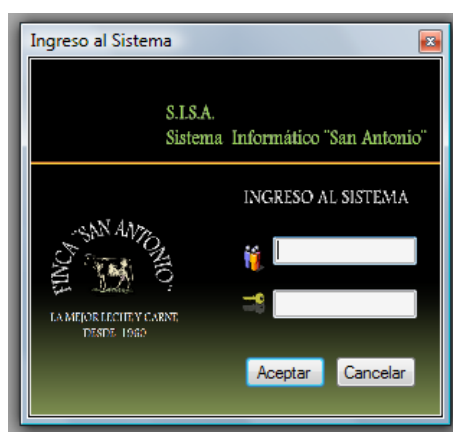 Ingreso al Sistema
S.I.S.A.
Sistema Informático ¨San Antonio¨
INGRESO AL SISTEMA
FINCA ¨SAN ANTONIO¨
LA MEJOR LECHE Y CARNE
DESDE 1960
Aceptar
Cancelar